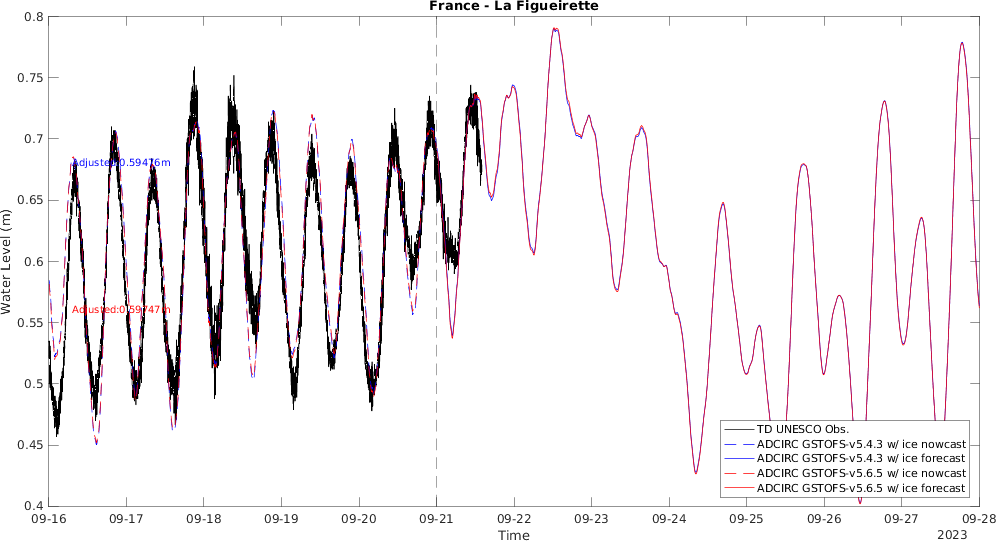 France - La Figueirette
Water Level (m)
0.8
0.75
0.7
0.65
0.6
0.55
0.5
0.45
0.4
Adjusted:0.59476m
Adjusted:0.59747m
TD UNESCO Obs.
ADCIRC GSTOFS-v5.4.3 w/ ice nowcast
ADCIRC GSTOFS-v5.4.3 w/ ice forecast
ADCIRC GSTOFS-v5.6.5 w/ ice nowcast
ADCIRC GSTOFS-v5.6.5 w/ ice forecast
09-16 09-17 09-18 09-19 09-20 09-21 09-22 09-23 09-24 09-25 09-26 09-27 09-28
Time
2023